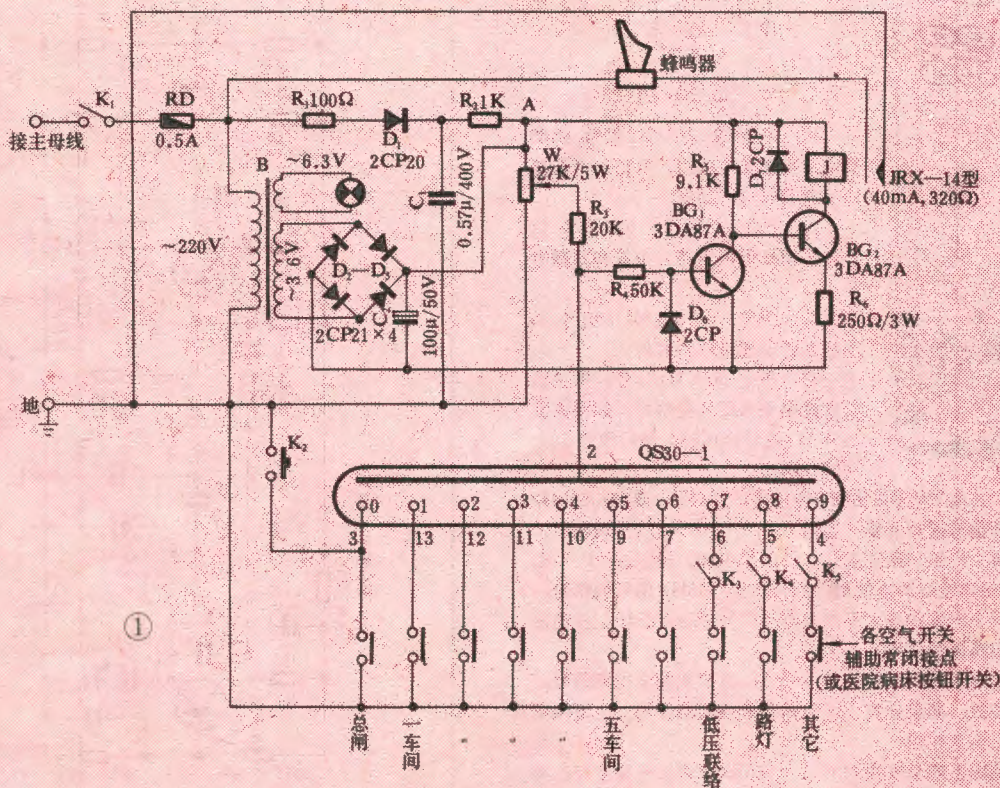 蜂鸣器
K₁
RD
0.5A
接主母线
R₁100Ω
D₁
2CP20
R₂1K
A
B
~6.3V
~220V
~36V
D₂—D₅
2CP21×4
C₁
0.57μ/400V
100μ/50V
W
27K/5W
R₃
20K
R₄50K
D₆
2CP
9.1K
D₇2CP
J
BG₁
3DA87A
BG₂
3DA87A
R₆
250Ω/3W
JRX—14型
(40mA,320Ω)
地
K₂
2
QS30—1
0 1 2 3 4 5 6 7 8 9
3 13 12 11 10 9 7 6 5 4
K₃
K₄
K₅
①
各空气开关
辅助常闭接点
(或医院病床按钮开关)
总闸
一车间
〃
〃
〃
五车间
低压联络
路灯
其它